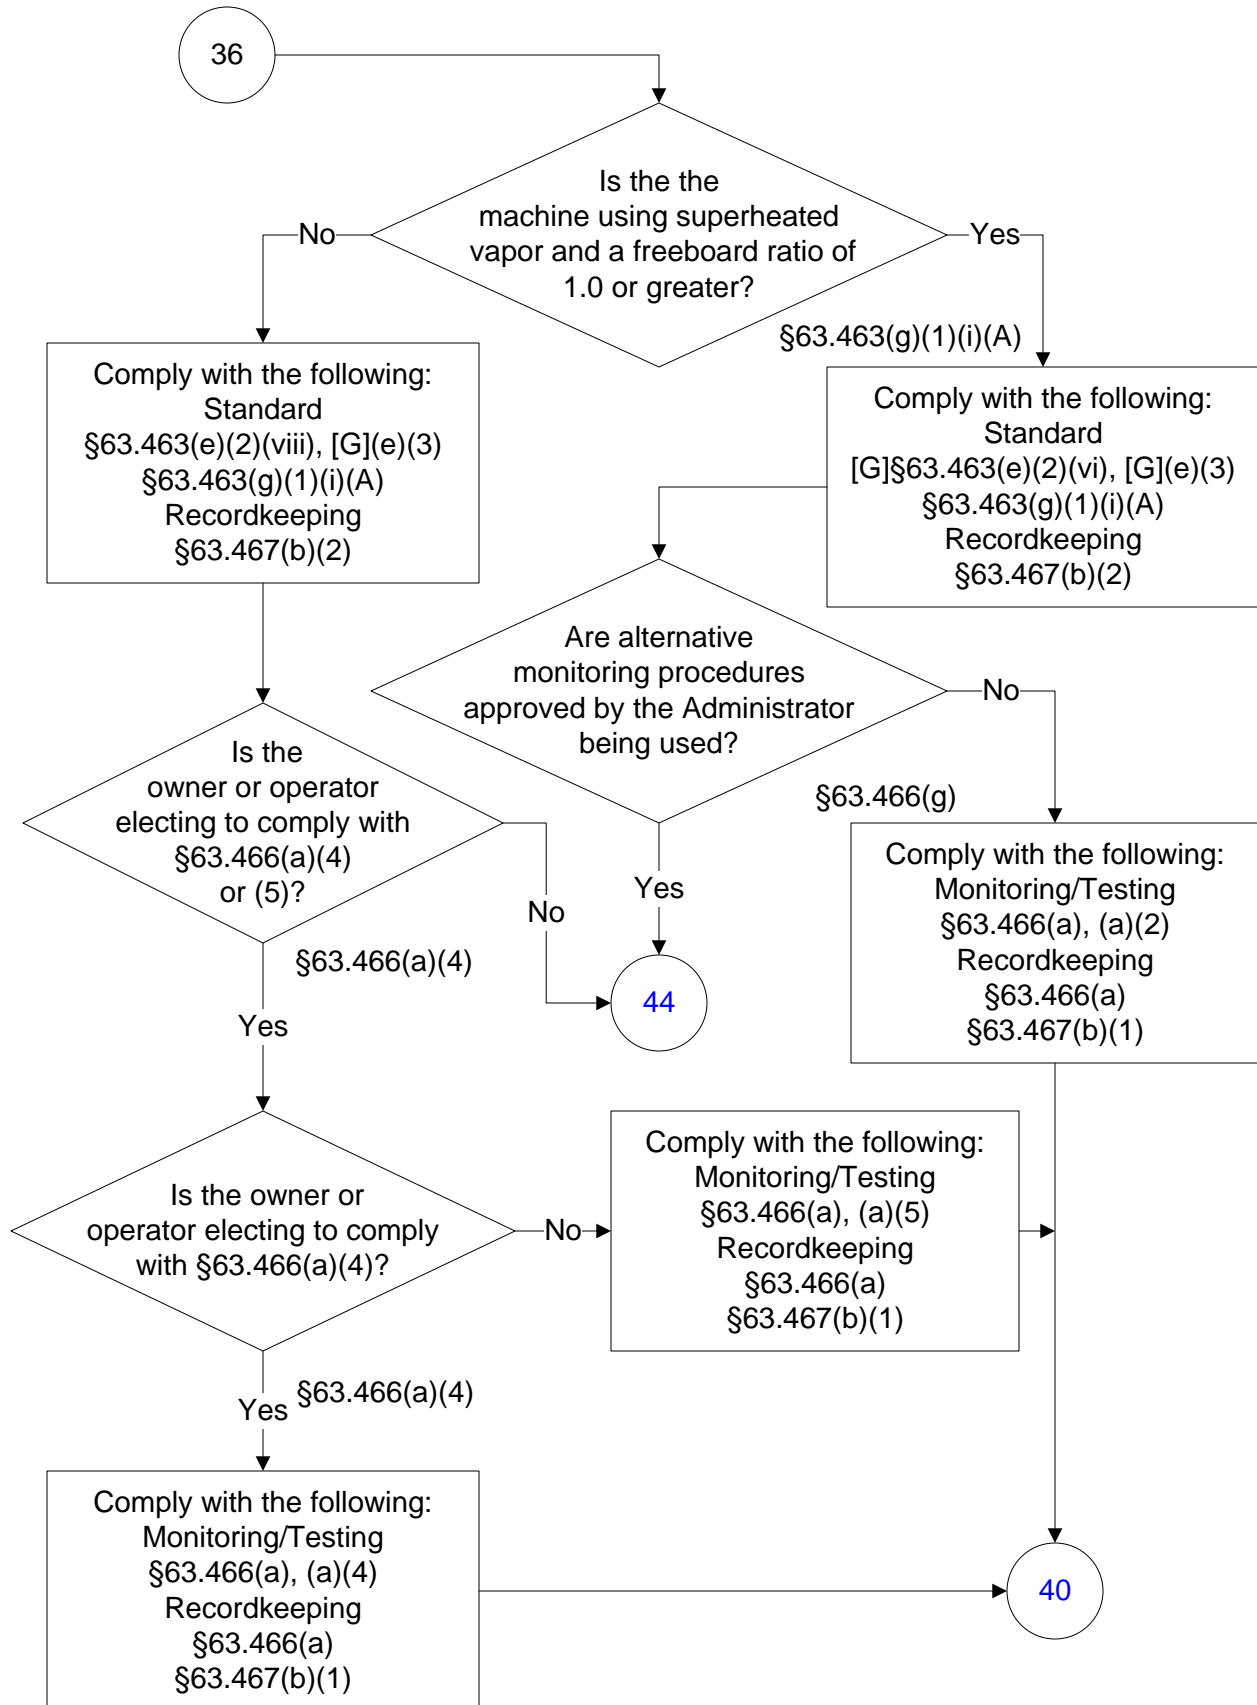 36
Is the the
machine using superheated
vapor and a freeboard ratio of
1.0 or greater?
No
Yes
§63.463(g)(1)(i)(A)
Comply with the following:
Standard
§63.463(e)(2)(viii), [G](e)(3)
§63.463(g)(1)(i)(A)
Recordkeeping
§63.467(b)(2)
Comply with the following:
Standard
[G]§63.463(e)(2)(vi), [G](e)(3)
§63.463(g)(1)(i)(A)
Recordkeeping
§63.467(b)(2)
Are alternative
monitoring procedures
approved by the Administrator
being used?
No
§63.466(g)
Yes
Is the
owner or operator
electing to comply with
§63.466(a)(4)
or (5)?
No
§63.466(a)(4)
Yes
44
Comply with the following:
Monitoring/Testing
§63.466(a), (a)(2)
Recordkeeping
§63.466(a)
§63.467(b)(1)
Is the owner or
operator electing to comply
with §63.466(a)(4)?
No
Comply with the following:
Monitoring/Testing
§63.466(a), (a)(5)
Recordkeeping
§63.466(a)
§63.467(b)(1)
Yes
§63.466(a)(4)
Comply with the following:
Monitoring/Testing
§63.466(a), (a)(4)
Recordkeeping
§63.466(a)
§63.467(b)(1)
40